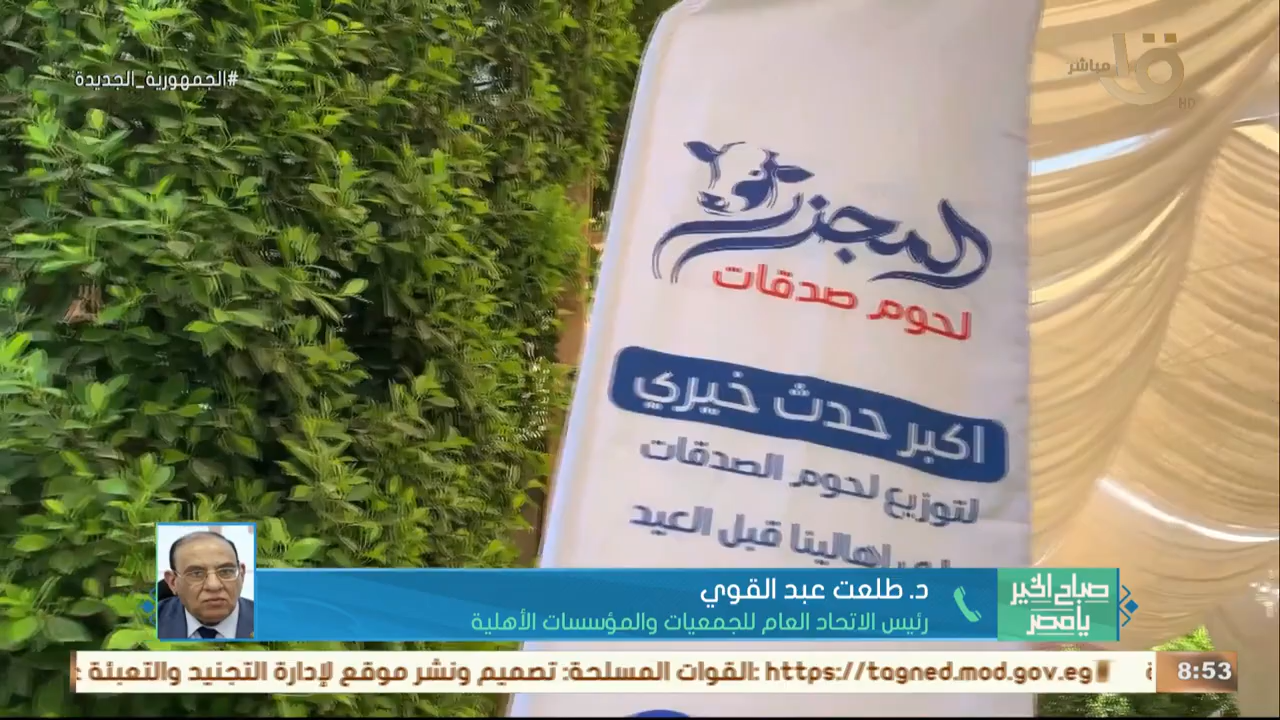 #الجمهورية_الجديدة
مباشر
HD
المجزر
لحوم صدقات
اكبر حدث خيري
لتوزيع لحوم الصدقات
اهالينا قبل العيد
د. طلعت عبد القوي
رئيس الاتحاد العام للجمعيات والمؤسسات الأهلية
صباح الخير
يا مصر
القوات المسلحة: تصميم ونشر موقع لإدارة التجنيد والتعبئة
https://tagned.mod.gov.eg
8:53